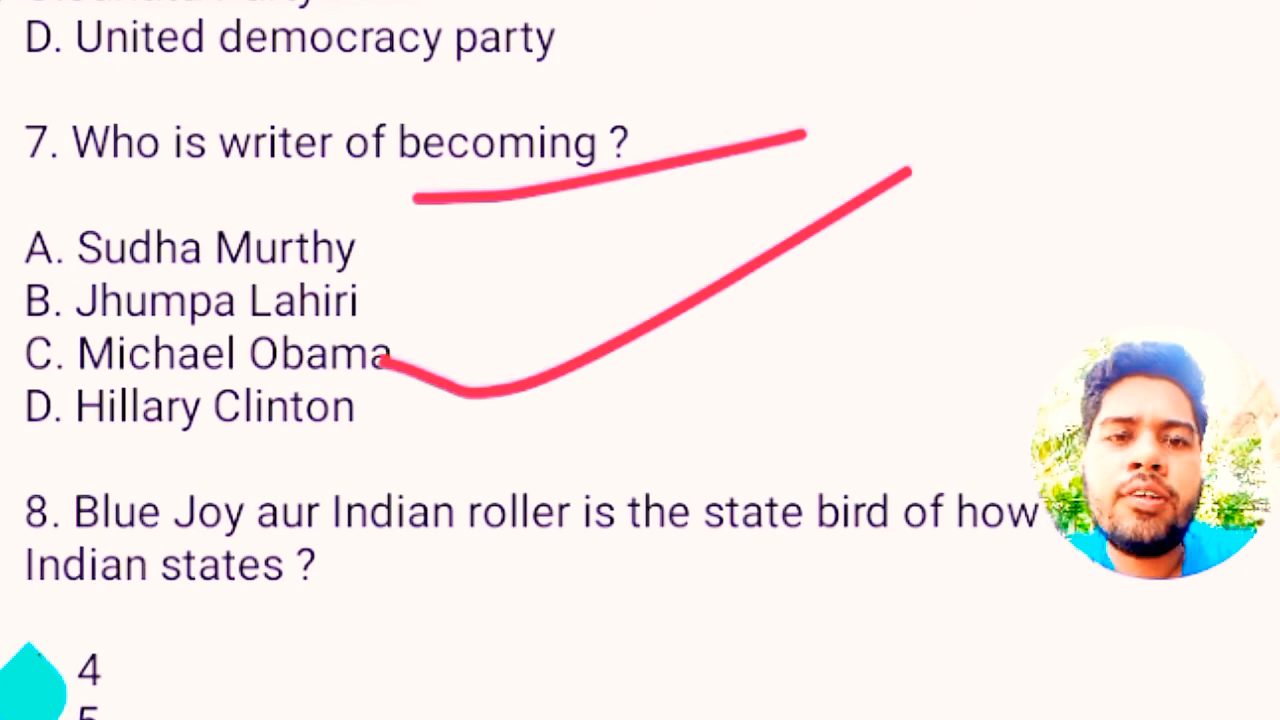 D. United democracy party
7. Who is writer of becoming ?
A. Sudha Murthy
B. Jhumpa Lahiri
C. Michael Obama
D. Hillary Clinton
8. Blue Joy aur Indian roller is the state bird of how
Indian states ?
4